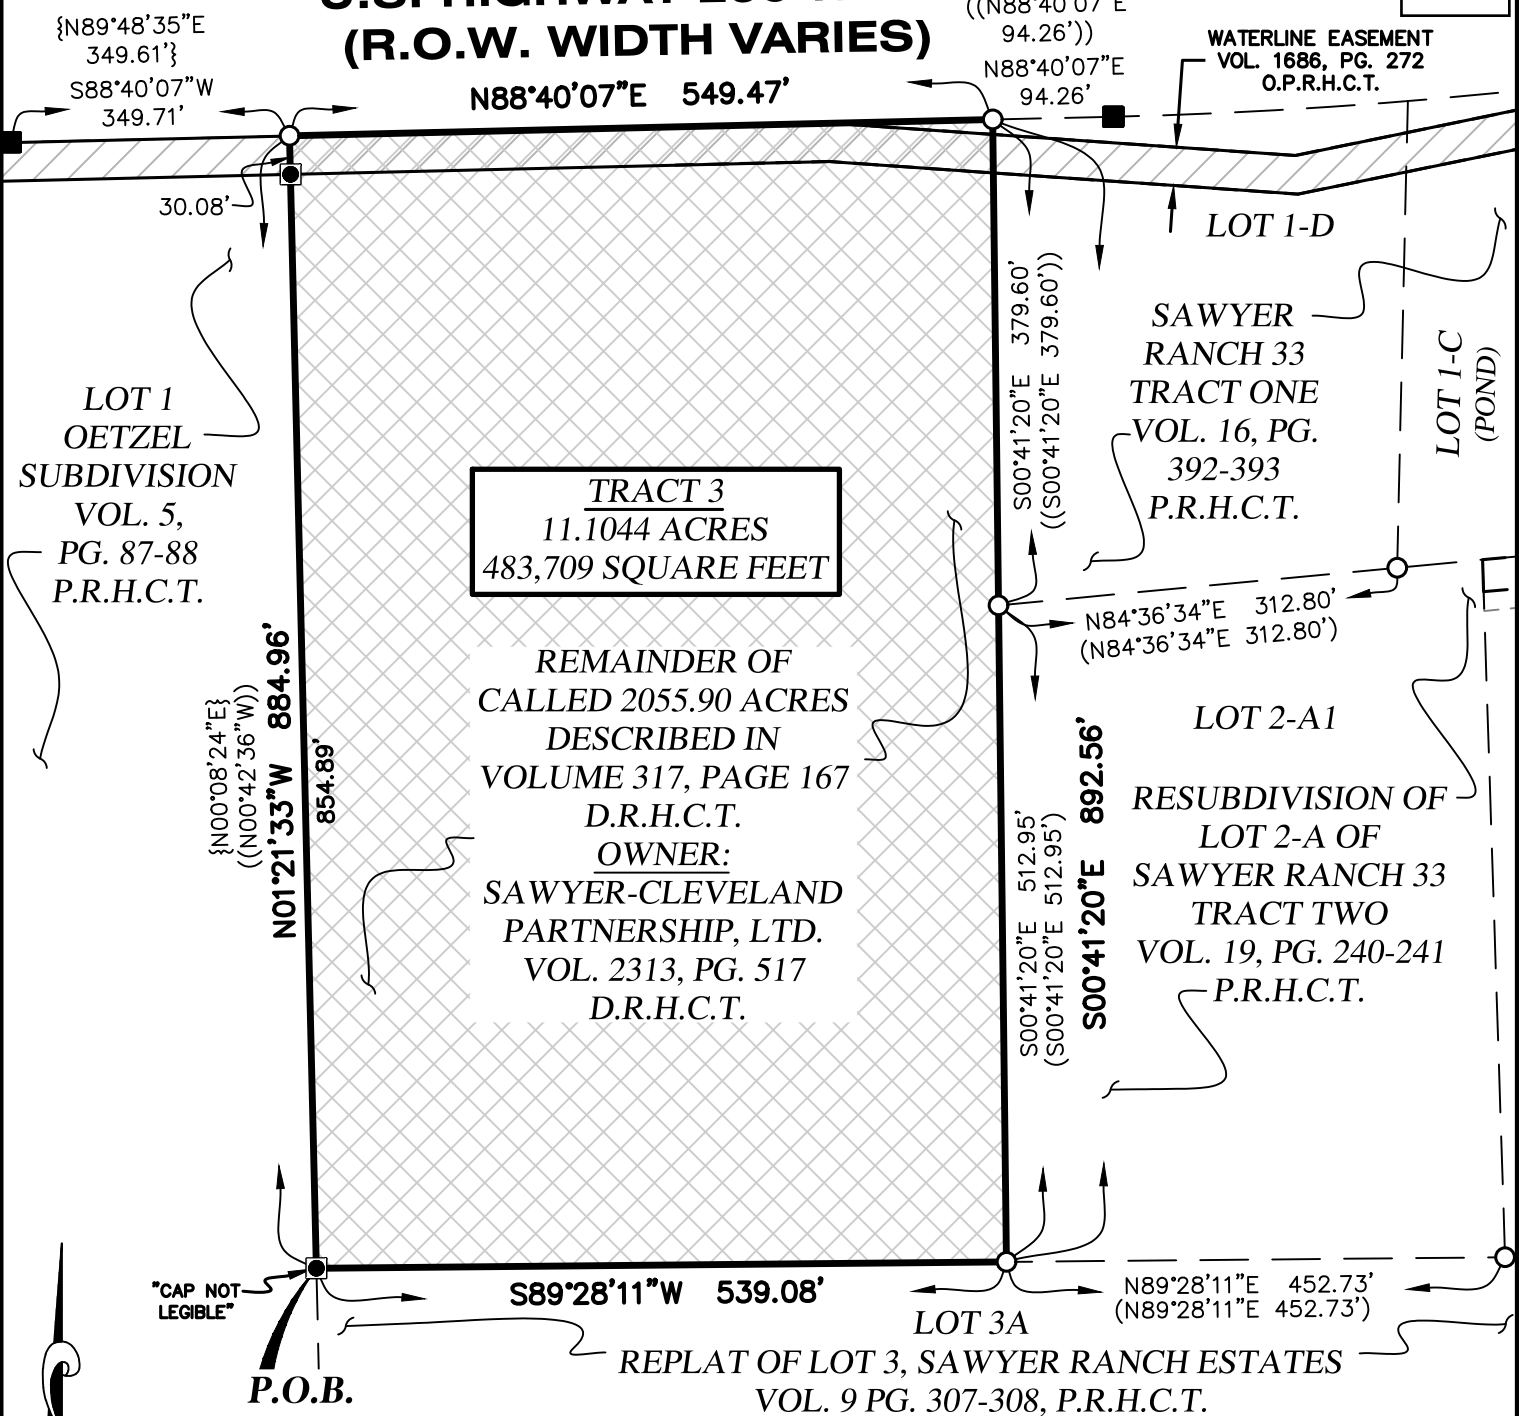 (R.O.W. WIDTH VARIES)
{N89°48'35"E
349.61'}
S88°40'07"W
349.71'
N88°40'07"E 549.47'
94.26'))
N88°40'07"E
94.26'
WATERLINE EASEMENT
VOL. 1686, PG. 272
O.P.R.H.C.T.
30.08'
LOT 1-D
SAWYER
RANCH 33
TRACT ONE
VOL. 16, PG.
392-393
P.R.H.C.T.
LOT 1-C
(POND)
S00°41'20"E 379.60'
((S00°41'20"E 379.60'))
LOT 1
OETZEL
SUBDIVISION
VOL. 5,
PG. 87-88
P.R.H.C.T.
TRACT 3
11.1044 ACRES
483,709 SQUARE FEET
N84°36'34"E 312.80'
(N84°36'34"E 312.80')
REMAINDER OF
CALLED 2055.90 ACRES
DESCRIBED IN
VOLUME 317, PAGE 167
D.R.H.C.T.
OWNER:
SAWYER-CLEVELAND
PARTNERSHIP, LTD.
VOL. 2313, PG. 517
D.R.H.C.T.
{N00°08'24"E}
((N00°42'36"W))
N01°21'33"W 884.96'
854.89'
LOT 2-A1
RESUBDIVISION OF
LOT 2-A OF
SAWYER RANCH 33
TRACT TWO
VOL. 19, PG. 240-241
P.R.H.C.T.
S00°41'20"E 512.95'
(S00°41'20"E 512.95')
S00°41'20"E 892.56'
"CAP NOT
LEGIBLE"
P.O.B.
S89°28'11"W 539.08'
N89°28'11"E 452.73'
(N89°28'11"E 452.73')
LOT 3A
REPLAT OF LOT 3, SAWYER RANCH ESTATES
VOL. 9 PG. 307-308, P.R.H.C.T.